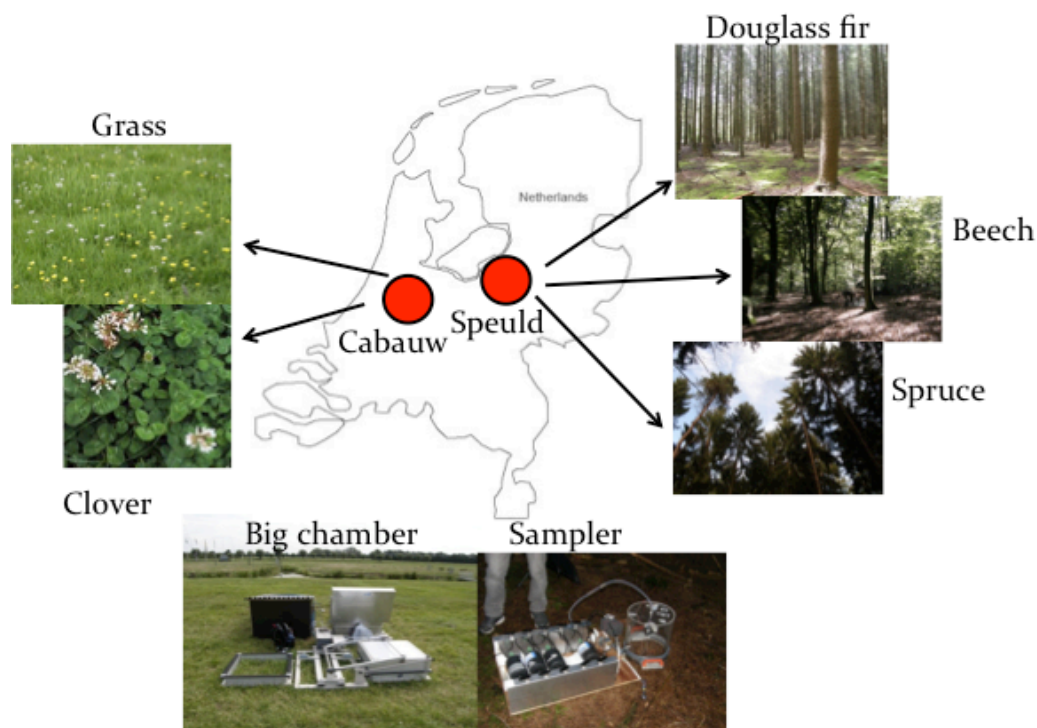 Douglass fir
Grass
Netherlands
Beech
Speuld
Cabauw
Spruce
Clover
Big chamber
Sampler